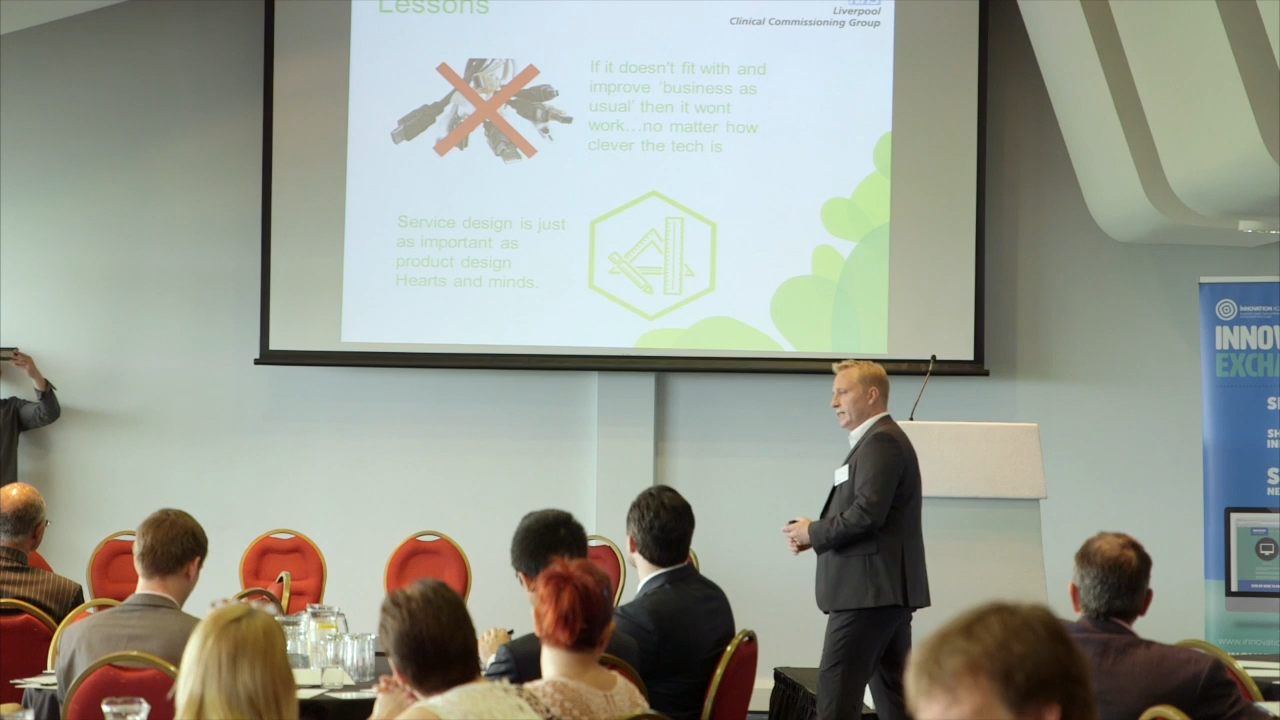 Lessons
NHS
Liverpool
Clinical Commissioning Group
If it doesn't fit with and
improve 'business as
usual' then it wont
work...no matter how
clever the tech is
Service design is just
as important as
product design
Hearts and minds.
INNOVATION
INNOV
EXCHA